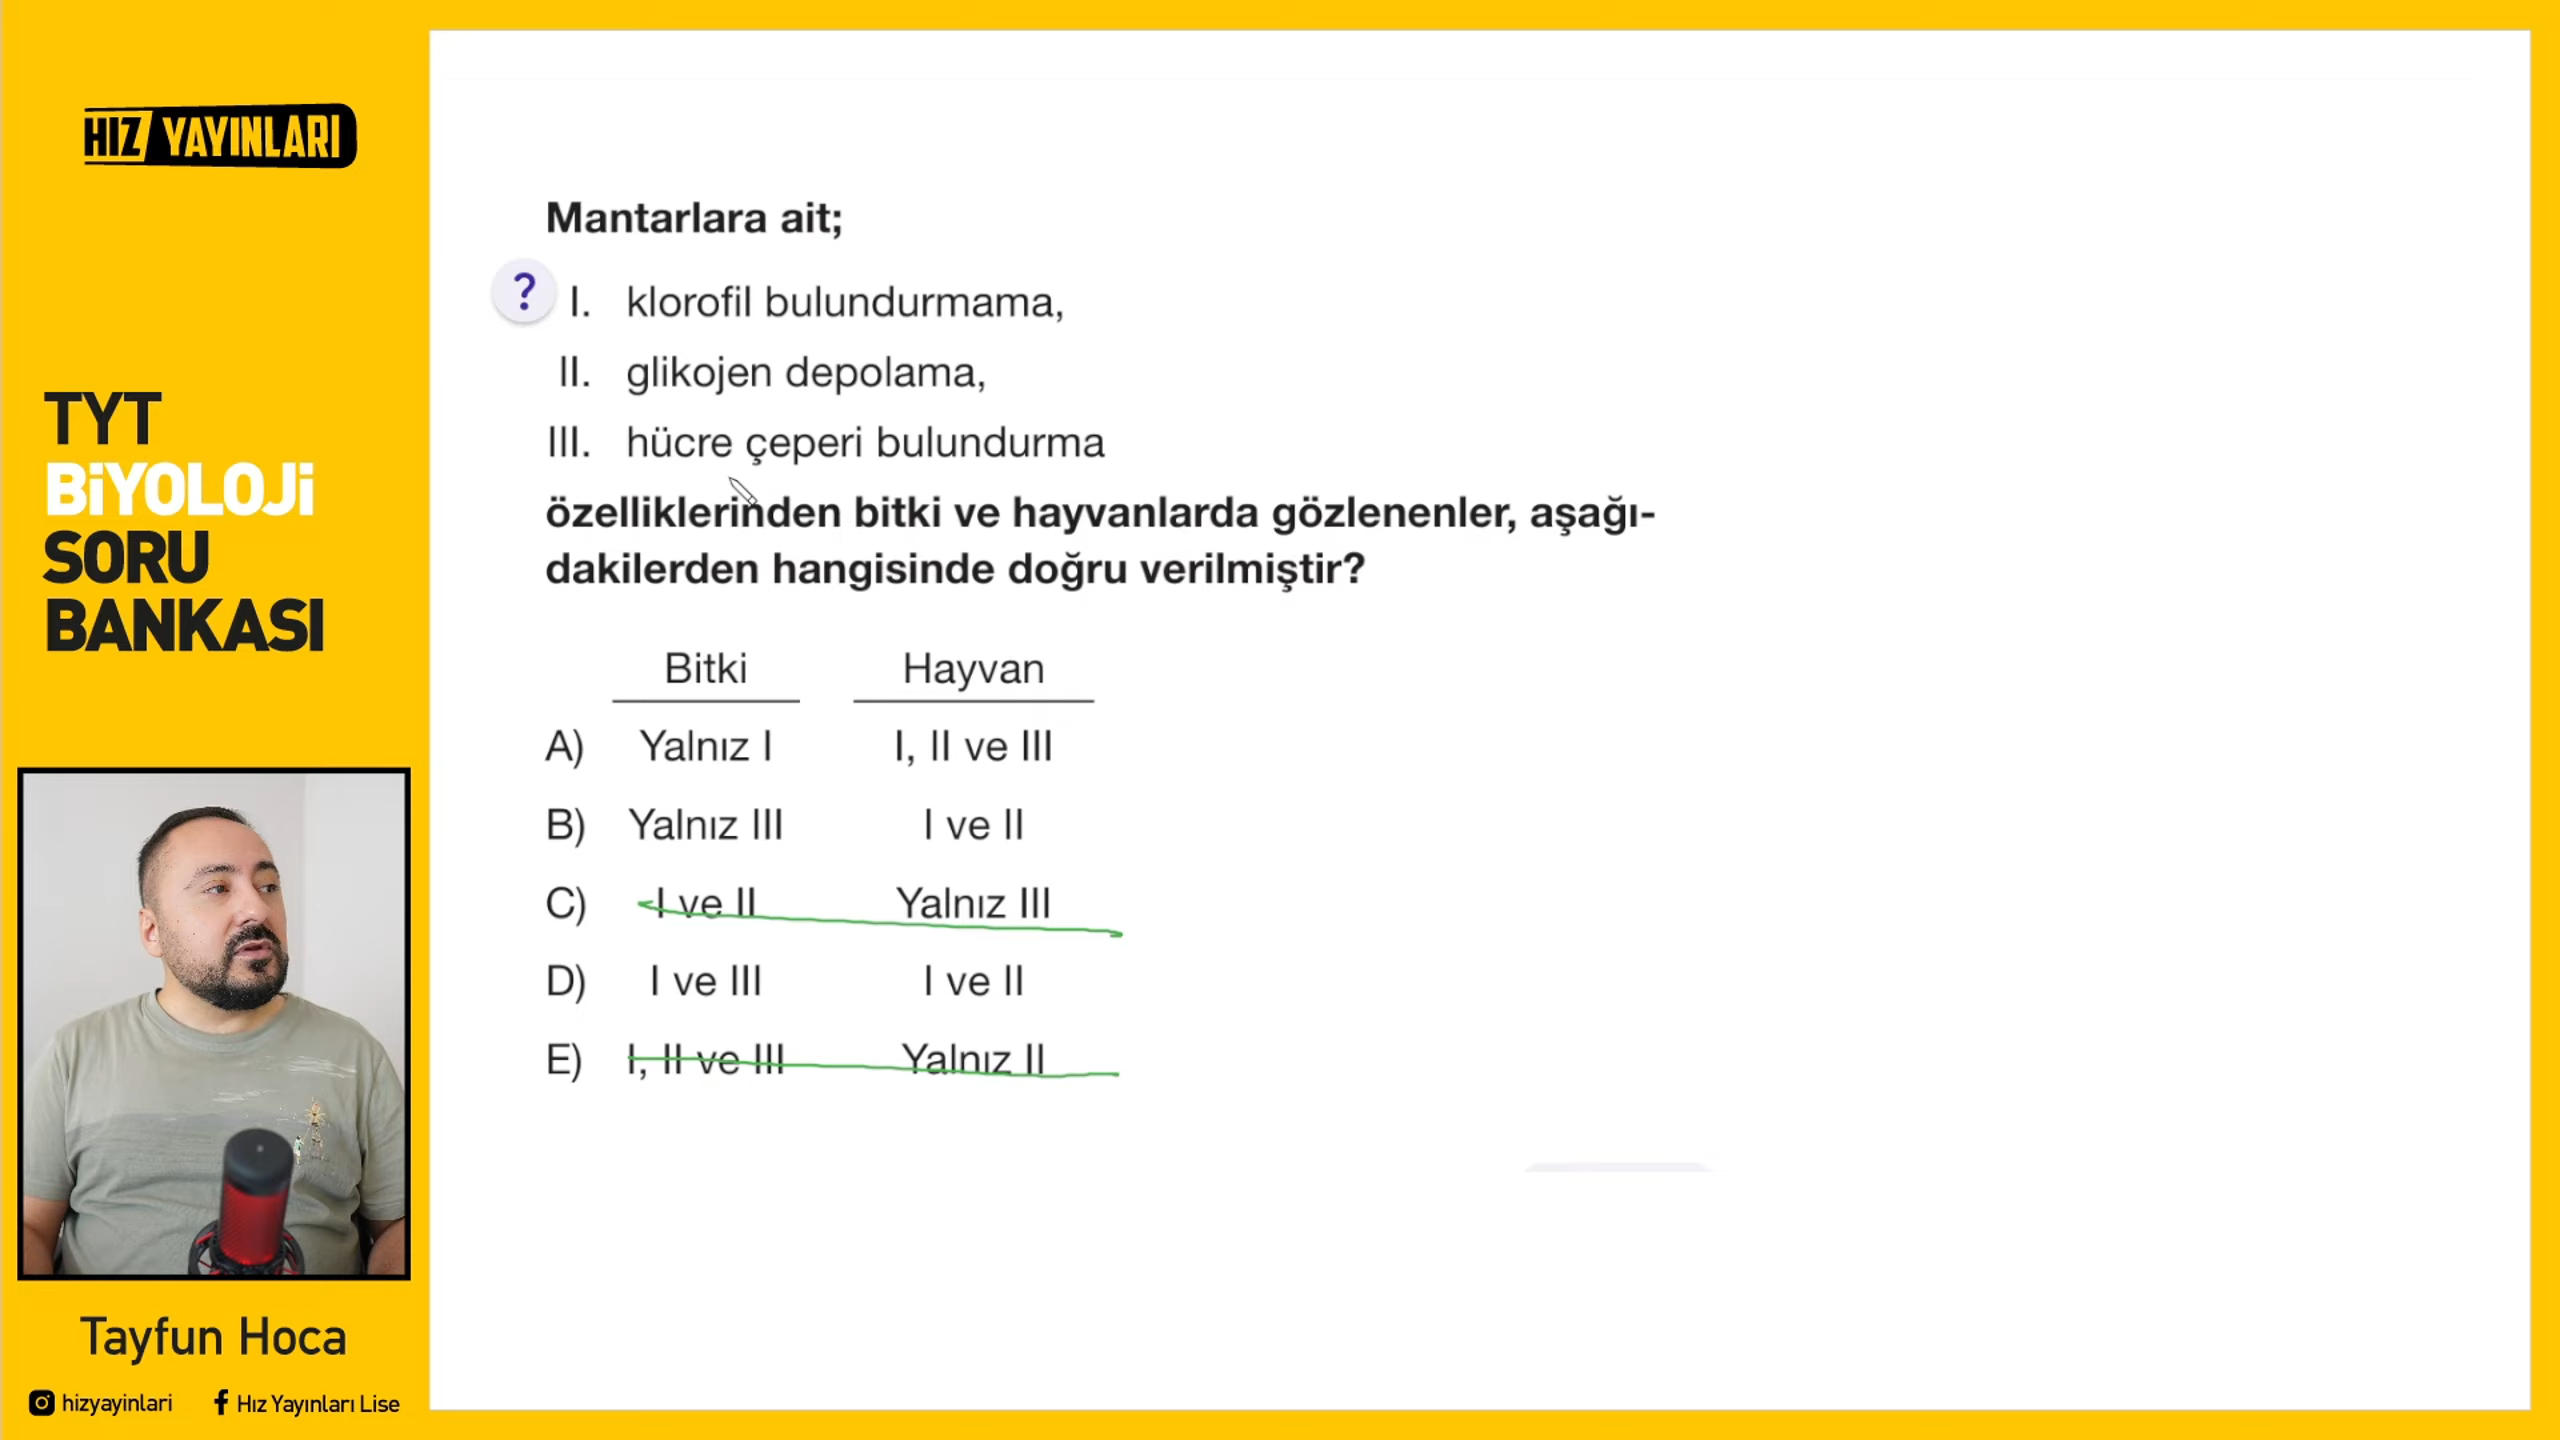 HIZ YAYINLARI
TYT
BİYOLOJİ
SORU
BANKASI
Tayfun Hoca
hizyayinlari
Hız Yayınları Lise
Mantarlara ait;
? I. klorofil bulundurmama,
II. glikojen depolama,
III. hücre çeperi bulundurma
özelliklerinden bitki ve hayvanlarda gözlenenler, aşağı-
dakilerden hangisinde doğru verilmiştir?
Bitki Hayvan
A) Yalnız I I, II ve III
B) Yalnız III I ve II
C) I ve II Yalnız III
D) I ve III I ve II
E) I, II ve III Yalnız II